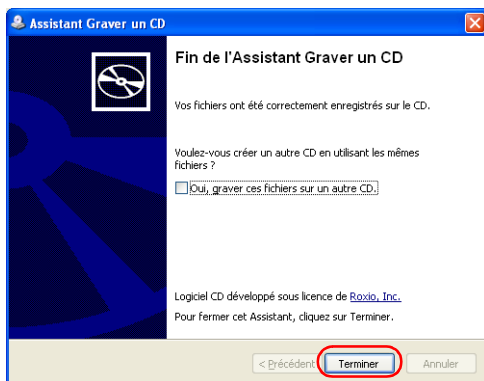 Assistant Graver un CD
Fin de l'Assistant Graver un CD
Vos fichiers ont été correctement enregistrés sur le CD.
Voulez-vous créer un autre CD en utilisant les mêmes
fichiers ?
Oui, graver ces fichiers sur un autre CD.
Logiciel CD développé sous licence de Roxio, Inc.
Pour fermer cet Assistant, cliquez sur Terminer.
< Précédent Terminer Annuler